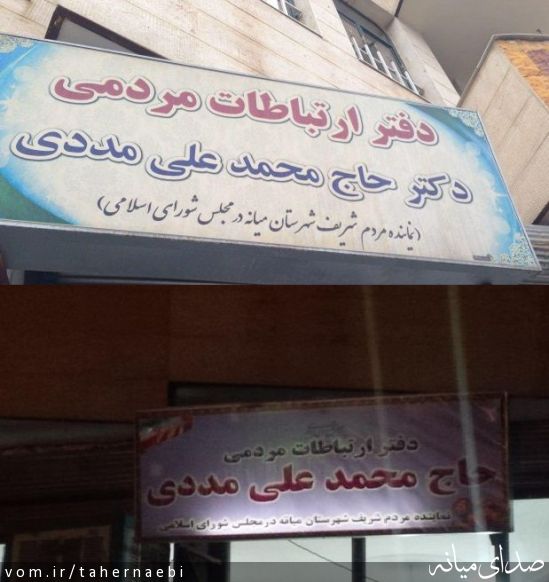 دفتر ارتباطات مردمی
دکتر حاج محمد علی مددی
(نماینده مردم شریف شهرستان میانه در مجلس شورای اسلامی)
دفتر ارتباطات مردمی
حاج محمد علی مددی
نماینده مردم شریف شهرستان میانه در مجلس شورای اسلامی
vom.ir/tahernaebi
صدای میانه